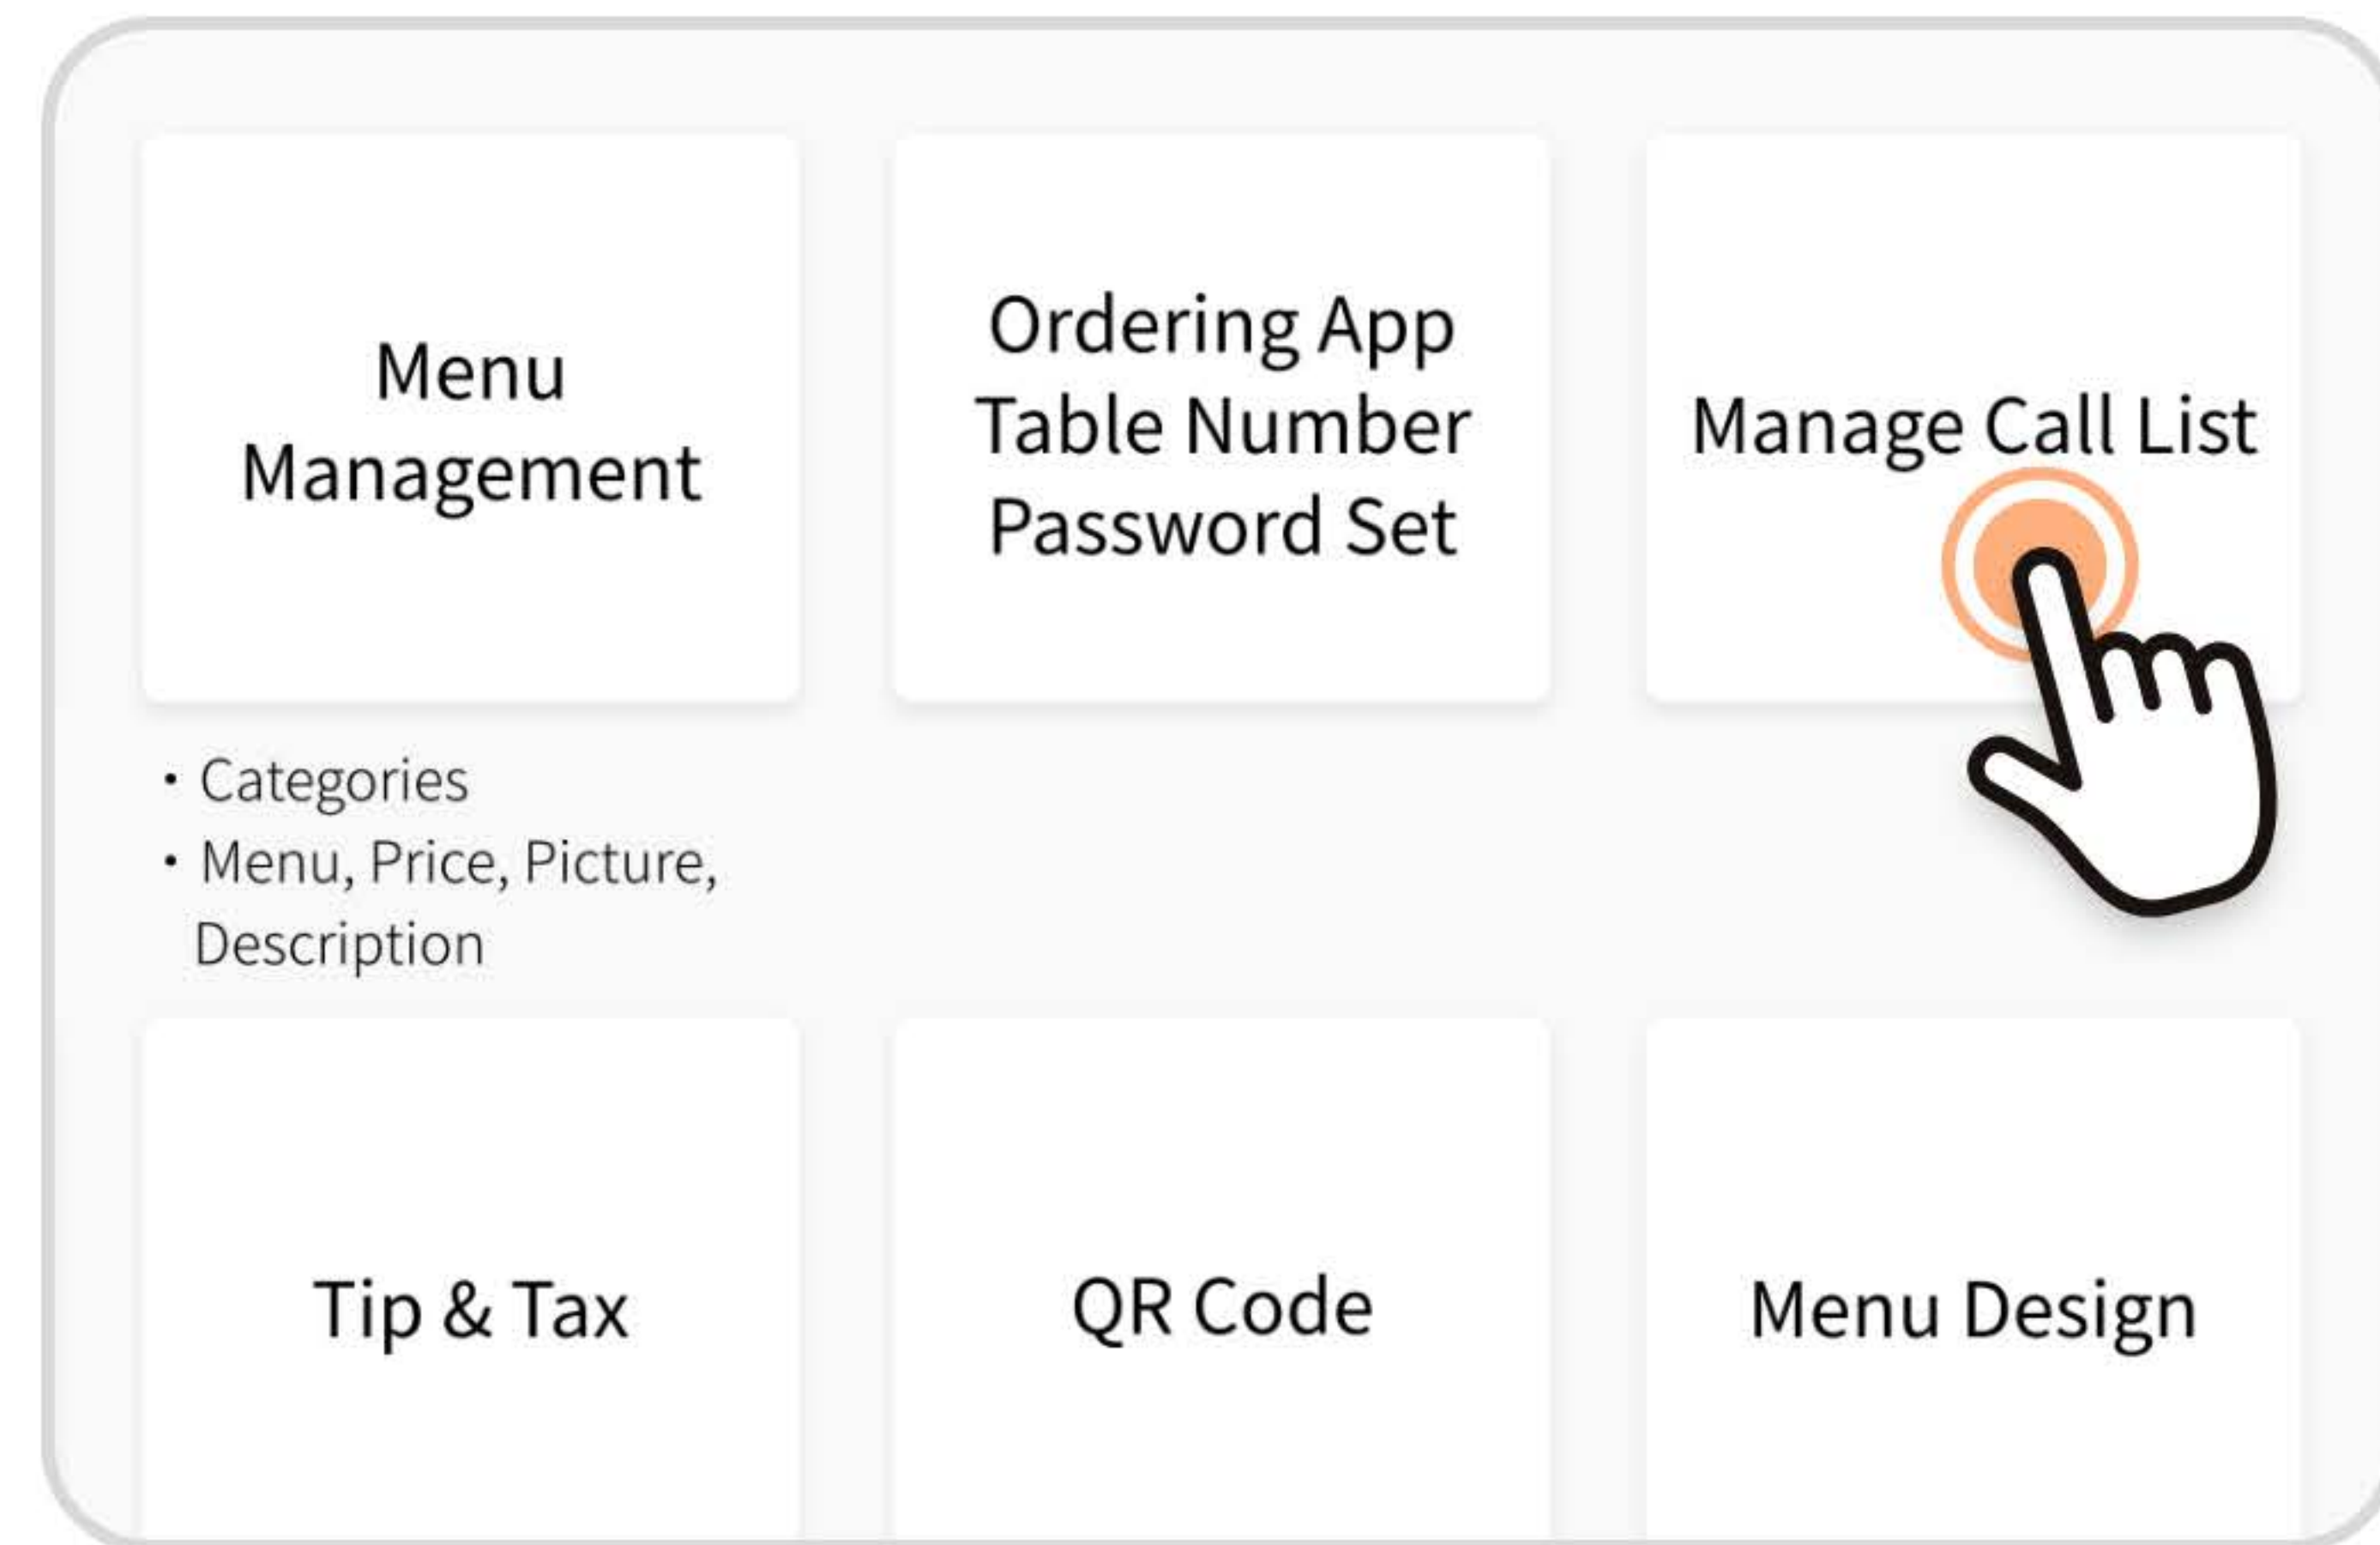 Menu
Management
Ordering App
Table Number
Password Set
Manage Call List
・Categories
・Menu, Price, Picture,
Description
Tip & Tax
QR Code
Menu Design